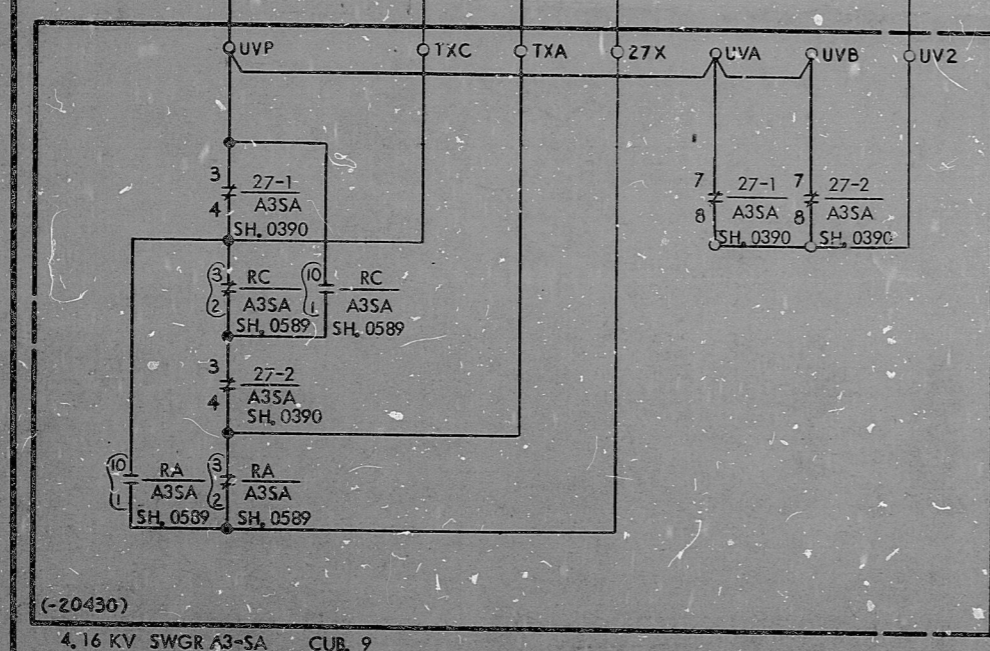 UVP TXC TXA 27X UVA UVB UV2
3 27-1
4 A3SA
SH. 0390
7 27-1 7 27-2
8 A3SA 8 A3SA
SH. 0390 SH. 0390
3 RC 10 RC
2 A3SA 1 A3SA
SH. 0589 SH. 0589
3 27-2
4 A3SA
SH. 0390
10 RA 3 RA
1 A3SA 2 A3SA
SH. 0589 SH. 0589
(-20430)
4.16 KV SWGR A3-SA CUB. 9